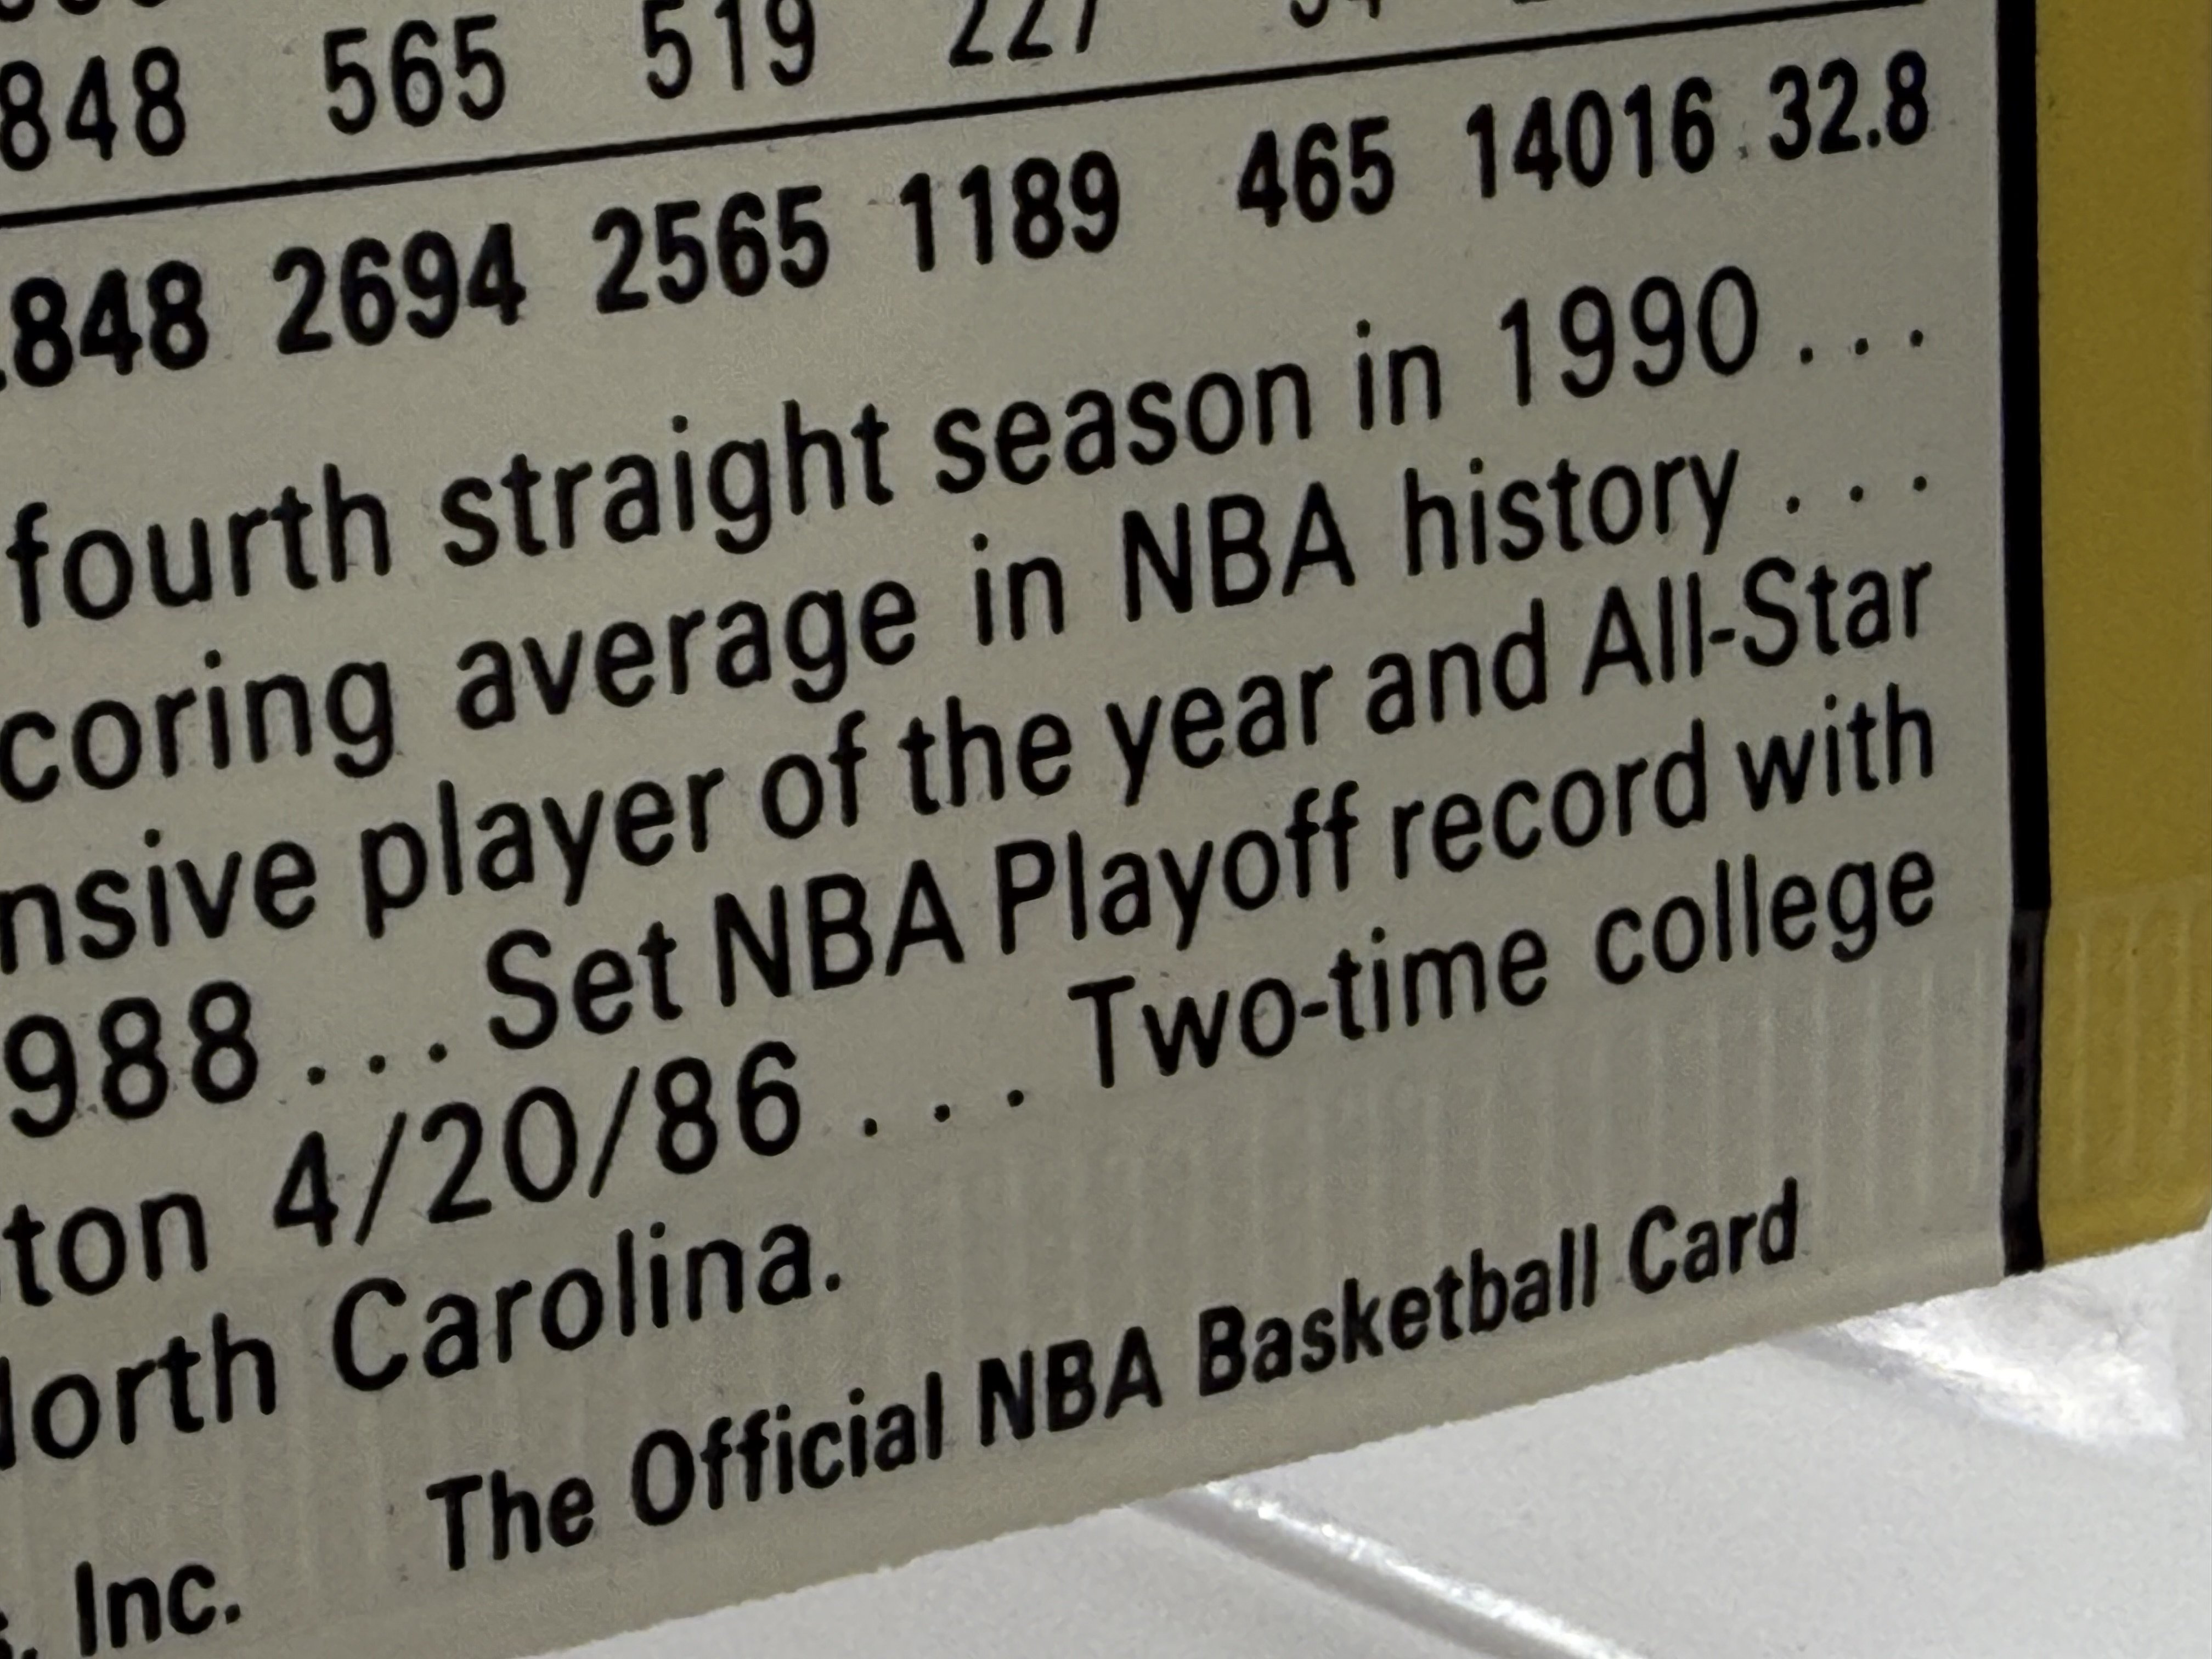 848 565 519 227
.848 2694 2565 1189 465 14016 32.8
fourth straight season in 1990 . . .
coring average in NBA history . . .
nsive player of the year and All-Star
988 . . . Set NBA Playoff record with
ton 4/20/86 . . . Two-time college
orth Carolina.
. Inc. The Official NBA Basketball Card